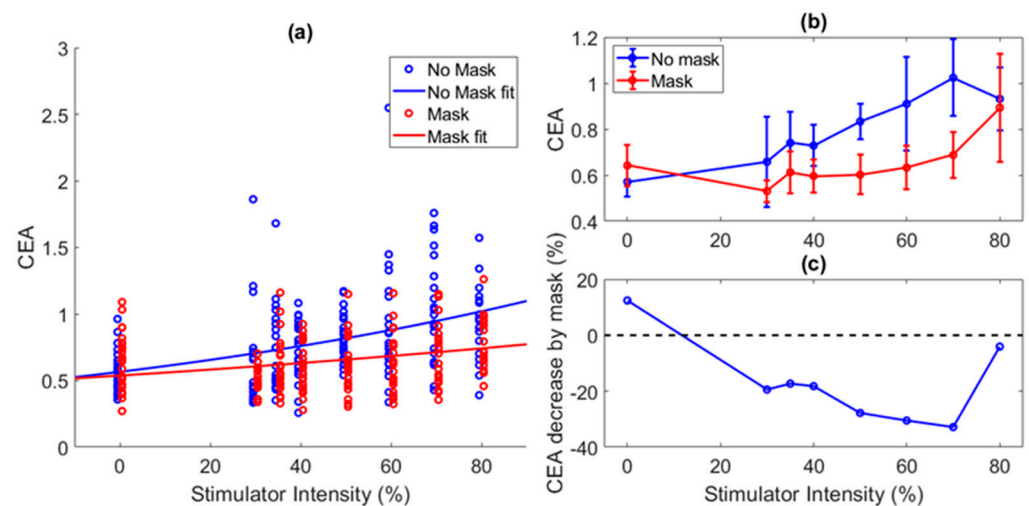 (a)
3
2.5
2
1.5
1
0.5
0
CEA
No Mask
No Mask fit
Mask
Mask fit
0
20
40
60
80
Stimulator Intensity (%)
(b)
1.2
1
0.8
0.6
0.4
CEA
No mask
Mask
0
20
40
60
80
(c)
20
0
-20
-40
CEA decrease by mask (%)
0
20
40
60
80
Stimulator Intensity (%)